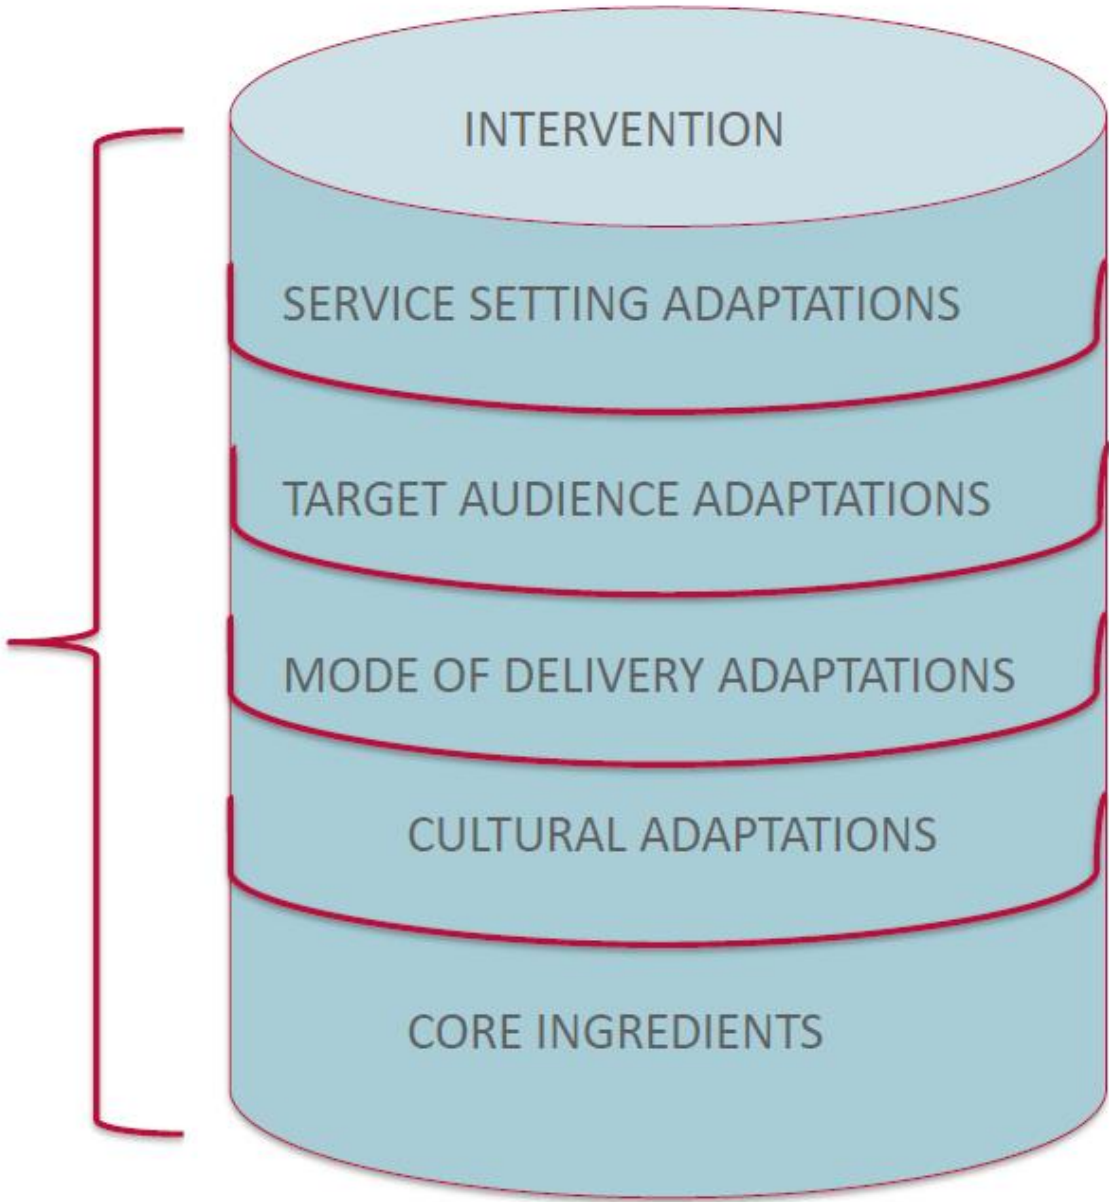 INTERVENTION
SERVICE SETTING ADAPTATIONS
TARGET AUDIENCE ADAPTATIONS
MODE OF DELIVERY ADAPTATIONS
CULTURAL ADAPTATIONS
CORE INGREDIENTS